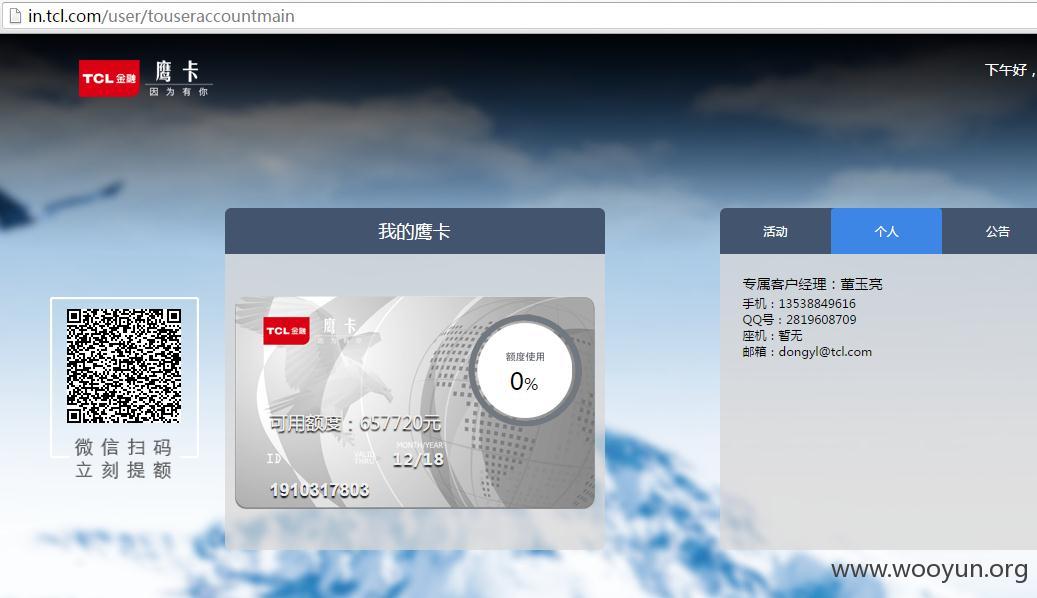 in.tcl.com/user/touseraccountmain
TCL金融
鹰卡
因为有你
下午好，
我的鹰卡
活动
个人
公告
微信扫码
立刻提额
TCL金融
鹰卡
因为有你
额度使用
0%
可用额度：657720元
ID
VALID THRU
MONTH/YEAR
12/18
1910317803
专属客户经理：董玉亮
手机：13538849616
QQ号：2819608709
座机：暂无
邮箱：dongyl@tcl.com
www.wooyun.org